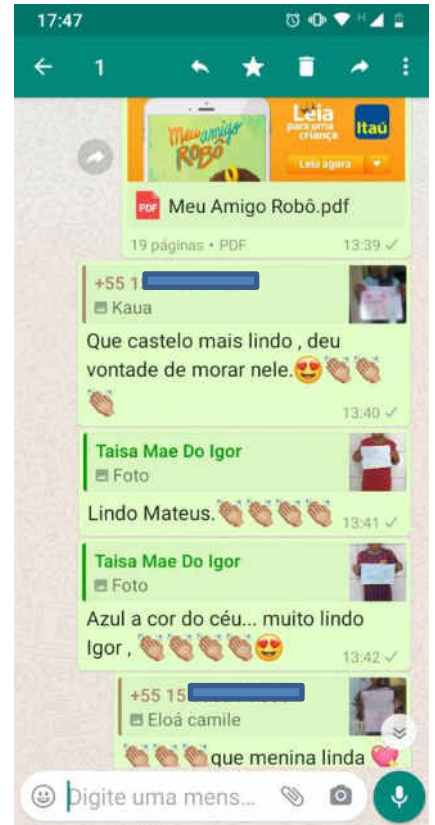 17:47
1
Meu amigo
ROBÔ
Leia
para uma
criança
Itaú
Leia agora
PDF
Meu Amigo Robô.pdf
19 páginas • PDF
13:39
+55 1
Kaua
Que castelo mais lindo , deu
vontade de morar nele.😍👏👏
👏
13:40
Taisa Mae Do Igor
Foto
Lindo Mateus.👏👏👏👏
13:41
Taisa Mae Do Igor
Foto
Azul a cor do céu... muito lindo
Igor , 👏👏👏👏😍
13:42
+55 15
Eloá camile
👏👏👏que menina linda 💘
Digite uma mens...